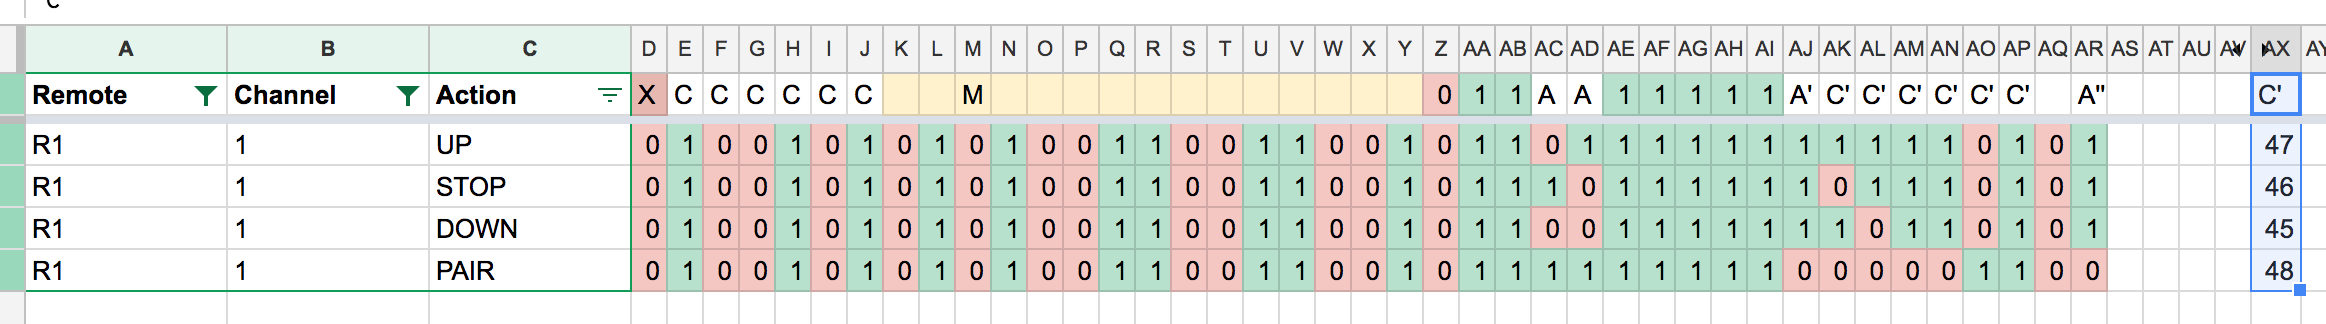 A B C D E F G H I J K L M N O P Q R S T U V W X Y Z AA AB AC AD AE AF AG AH AI AJ AK AL AM AN AO AP AQ AR AS AT AU AV AX AY
Remote Channel Action X C C C C C C M 0 1 1 A A 1 1 1 1 1 A' C' C' C' C' C' C' A" C'
R1 1 UP 0 1 0 0 1 0 1 0 1 0 1 0 0 1 1 0 0 1 1 0 0 1 0 1 1 0 1 1 1 1 1 1 1 1 1 1 1 0 1 0 1 47
R1 1 STOP 0 1 0 0 1 0 1 0 1 0 1 0 0 1 1 0 0 1 1 0 0 1 0 1 1 1 0 1 1 1 1 1 1 0 1 1 1 0 1 0 1 46
R1 1 DOWN 0 1 0 0 1 0 1 0 1 0 1 0 0 1 1 0 0 1 1 0 0 1 0 1 1 0 0 1 1 1 1 1 1 1 0 1 1 0 1 0 1 45
R1 1 PAIR 0 1 0 0 1 0 1 0 1 0 1 0 0 1 1 0 0 1 1 0 0 1 0 1 1 1 1 1 1 1 1 1 0 0 0 0 0 1 1 0 0 48